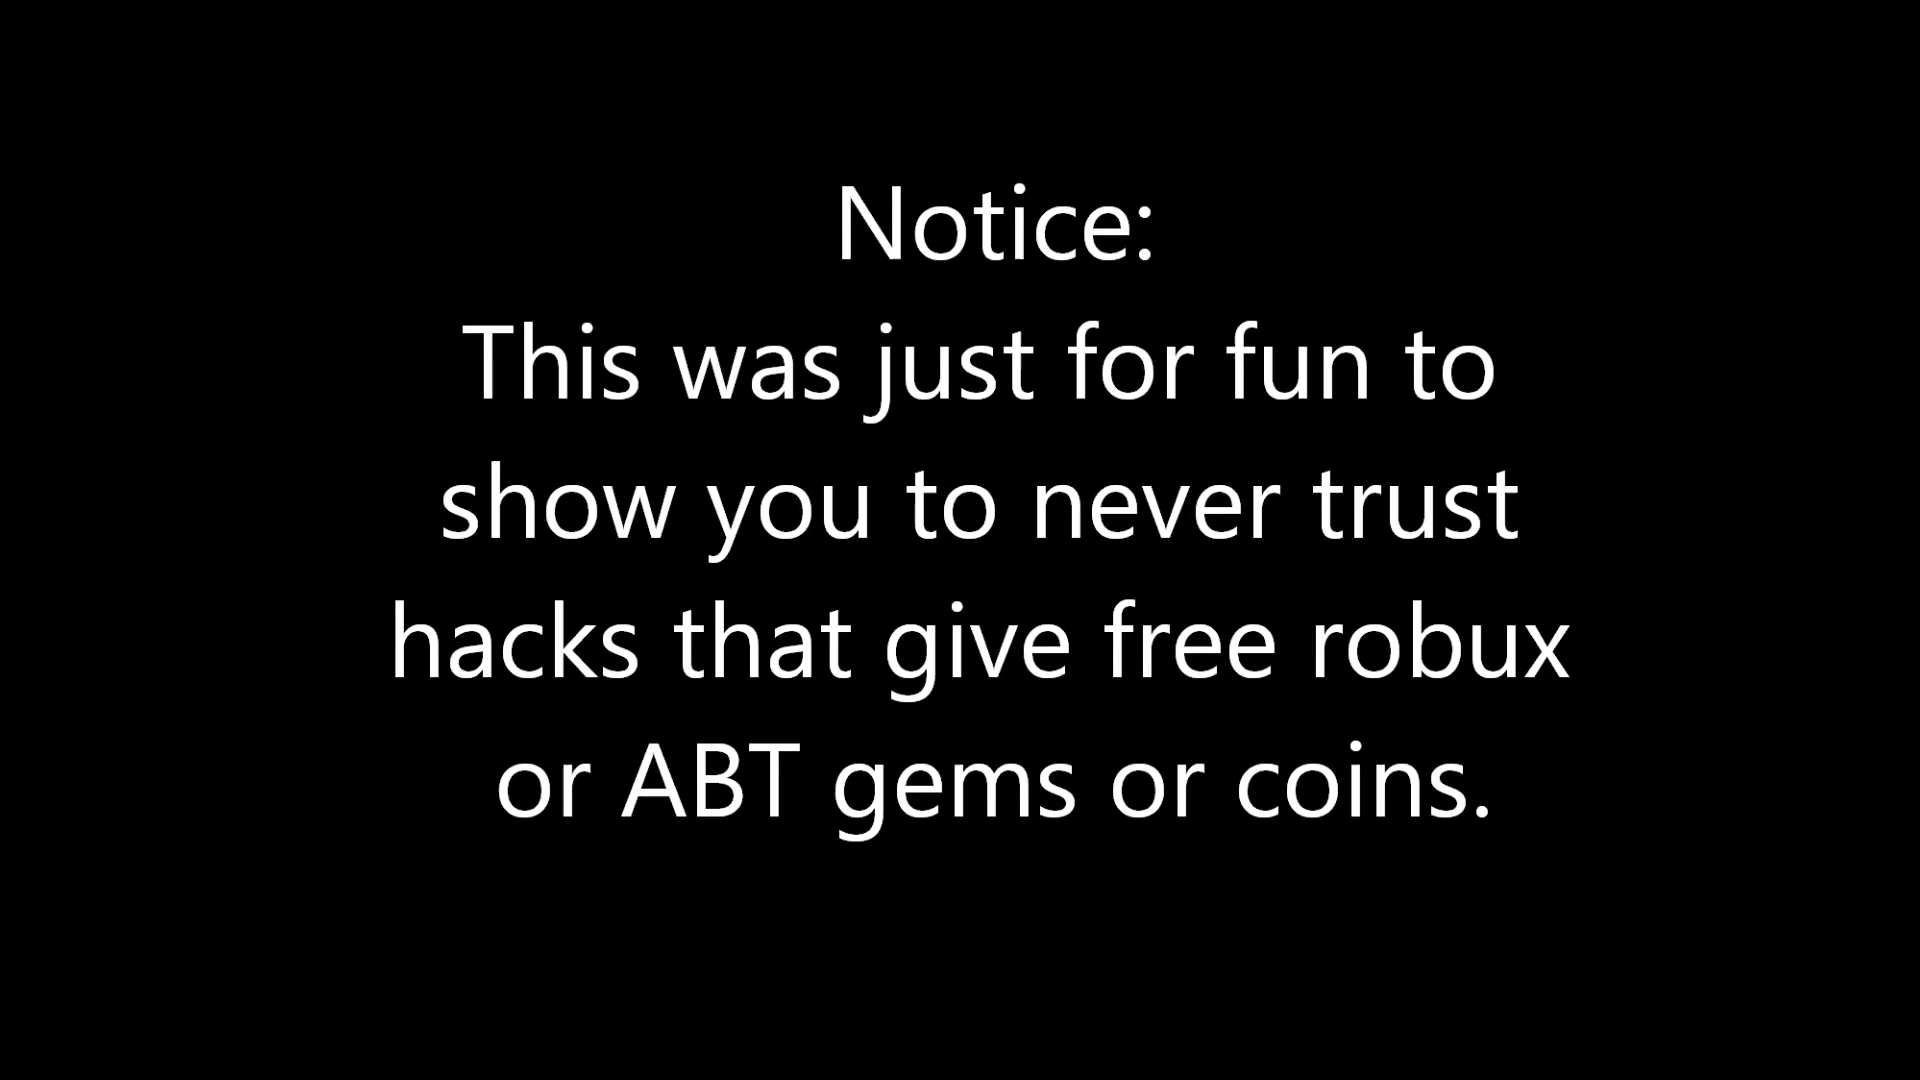 Notice:
This was just for fun to
show you to never trust
hacks that give free robux
or ABT gems or coins.